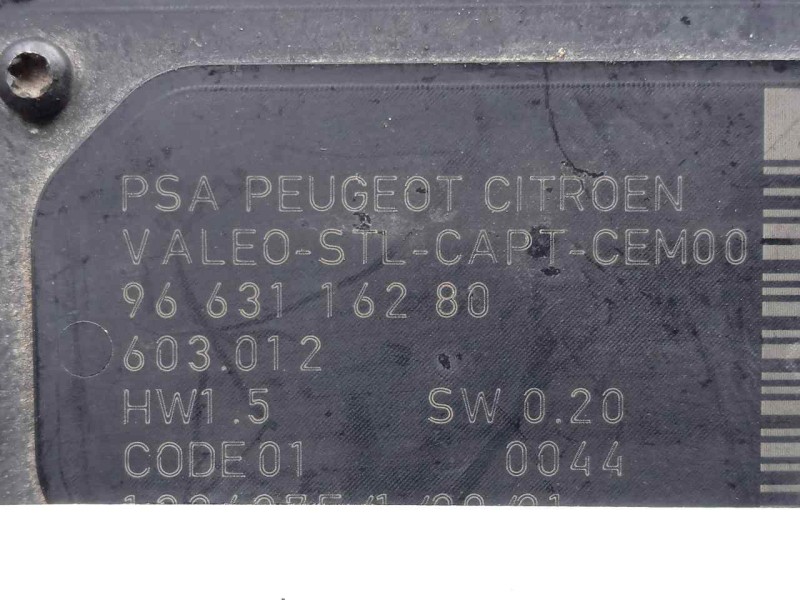 PSA PEUGEOT CITROEN
VALEO-STL-CAPT-CEM00
96 631 162 80
603.012
HW1.5 SW 0.20
CODE01 0044